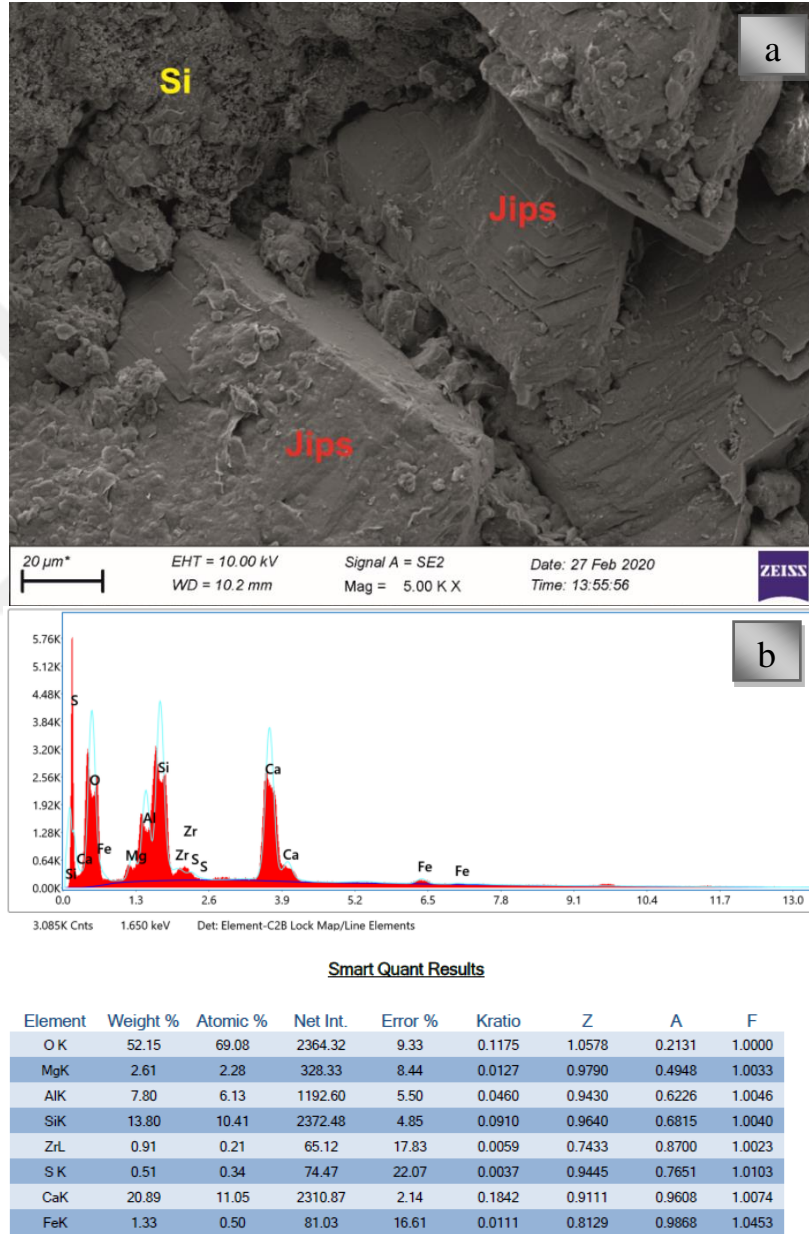 a
Si
Jips
Jips
20 µm*
EHT = 10.00 kV
Signal A = SE2
Date: 27 Feb 2020
ZEISS
WD = 10.2 mm
Mag = 5.00 K X
Time: 13:55:56
b
5.76K
5.12K
4.48K
3.84K
3.20K
2.56K
1.92K
1.28K
0.64K
0.00K
S
O
Si
Ca
Al
Zr
Fe
Ca
Mg
Zr
S
S
Ca
Fe
Fe
Si
0.0 1.3 2.6 3.9 5.2 6.5 7.8 9.1 10.4 11.7 13.0
3.085K Cnts 1.650 keV Det: Element-C2B Lock Map/Line Elements
Smart Quant Results
Element Weight % Atomic % Net Int. Error % Kratio Z A F
O K 52.15 69.08 2364.32 9.33 0.1175 1.0578 0.2131 1.0000
MgK 2.61 2.28 328.33 8.44 0.0127 0.9790 0.4948 1.0033
AlK 7.80 6.13 1192.60 5.50 0.0460 0.9430 0.6226 1.0046
SiK 13.80 10.41 2372.48 4.85 0.0910 0.9640 0.6815 1.0040
ZrL 0.91 0.21 65.12 17.83 0.0059 0.7433 0.8700 1.0023
S K 0.51 0.34 74.47 22.07 0.0037 0.9445 0.7651 1.0103
CaK 20.89 11.05 2310.87 2.14 0.1842 0.9111 0.9608 1.0074
FeK 1.33 0.50 81.03 16.61 0.0111 0.8129 0.9868 1.0453